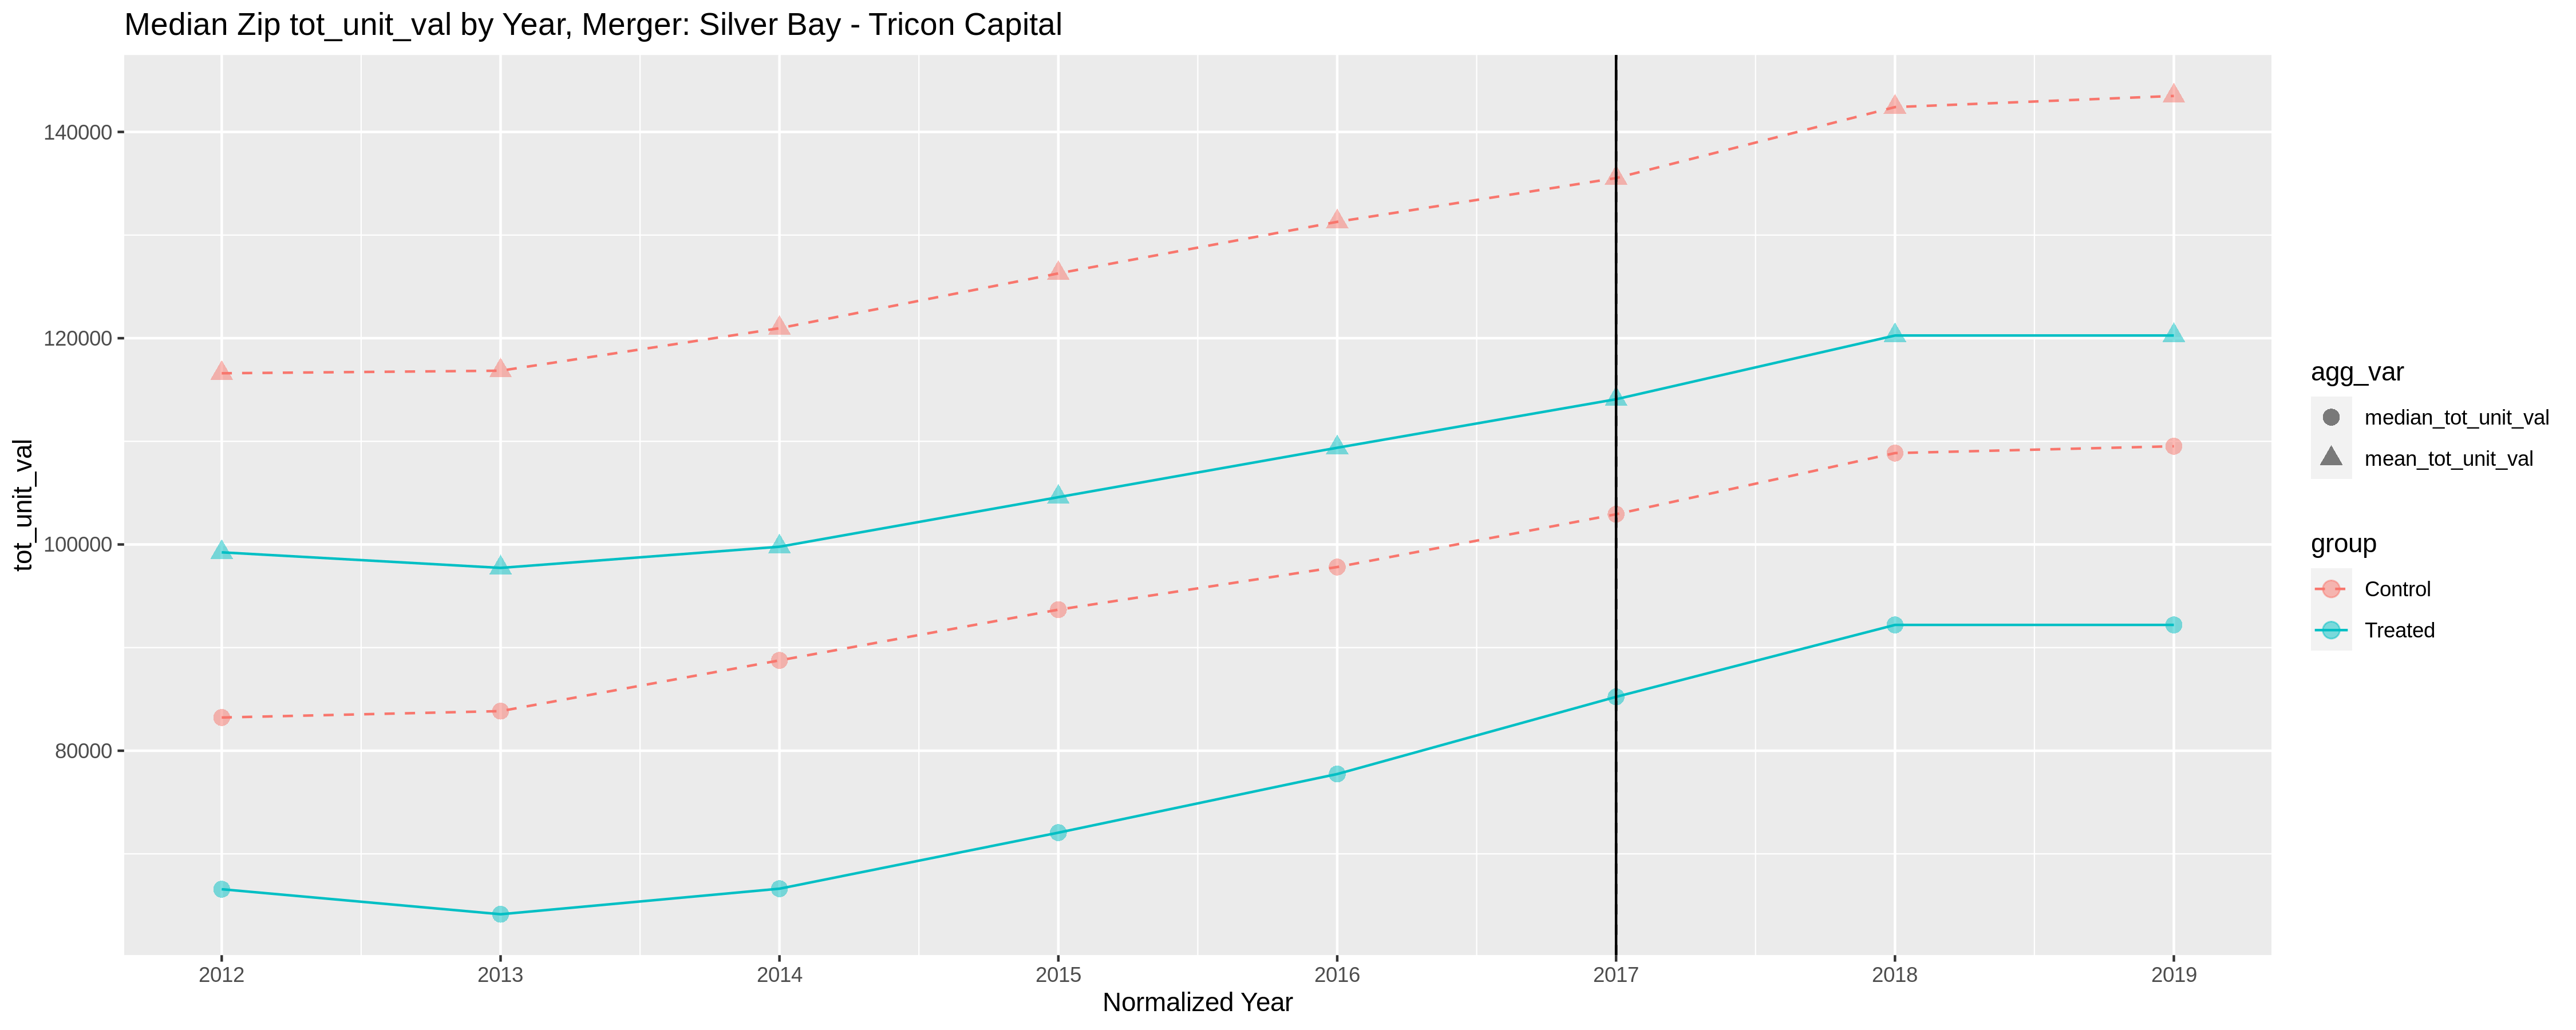 Median Zip tot_unit_val by Year, Merger: Silver Bay - Tricon Capital
tot_unit_val
140000
120000
100000
80000
2012 2013 2014 2015 2016 2017 2018 2019
Normalized Year
agg_var
median_tot_unit_val
mean_tot_unit_val
group
Control
Treated